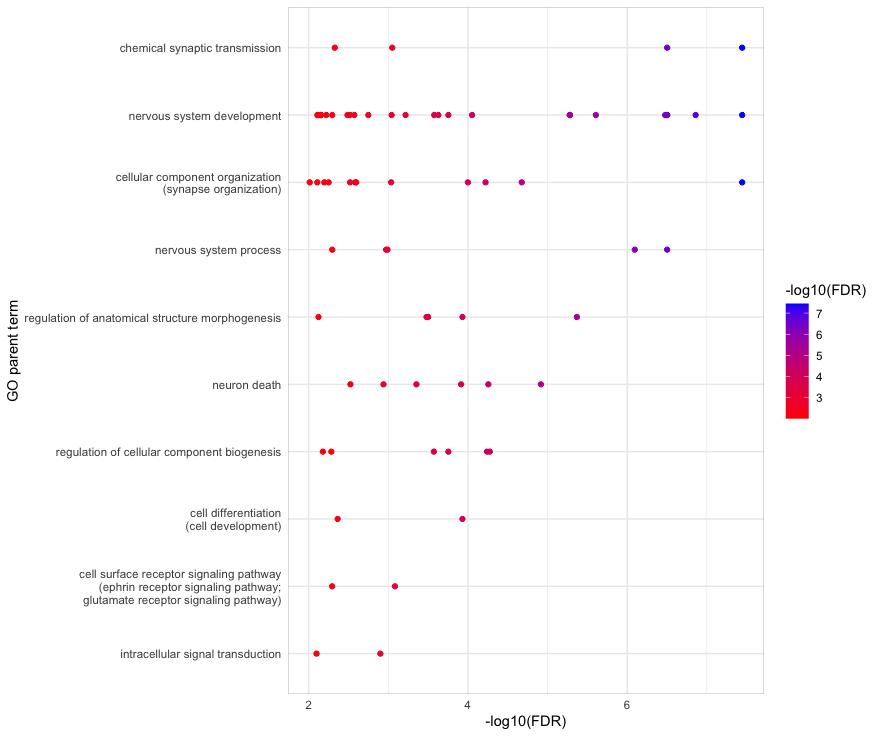 chemical synaptic transmission
nervous system development
cellular component organization
(synapse organization)
nervous system process
regulation of anatomical structure morphogenesis
neuron death
regulation of cellular component biogenesis
cell differentiation
(cell development)
cell surface receptor signaling pathway
(ephrin receptor signaling pathway;
glutamate receptor signaling pathway)
intracellular signal transduction
GO parent term
2
4
6
-log10(FDR)
-log10(FDR)
7
6
5
4
3